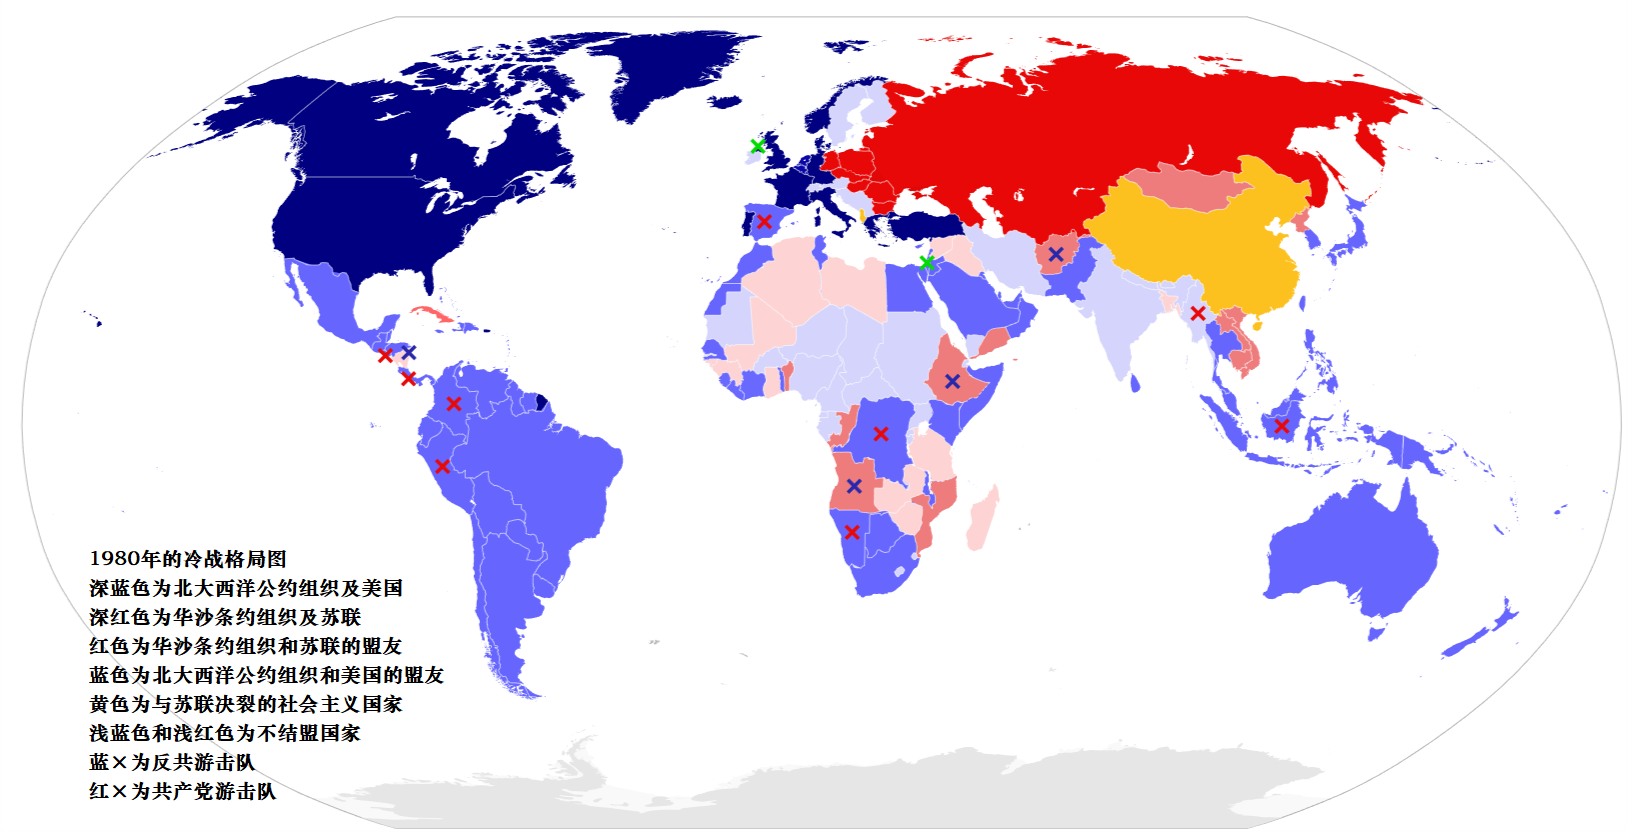 1980年的冷战格局图
深蓝色为北大西洋公约组织及美国
深红色为华沙条约组织及苏联
红色为华沙条约组织和苏联的盟友
蓝色为北大西洋公约组织和美国的盟友
黄色为与苏联决裂的社会主义国家
浅蓝色和浅红色为不结盟国家
蓝×为反共游击队
红×为共产党游击队